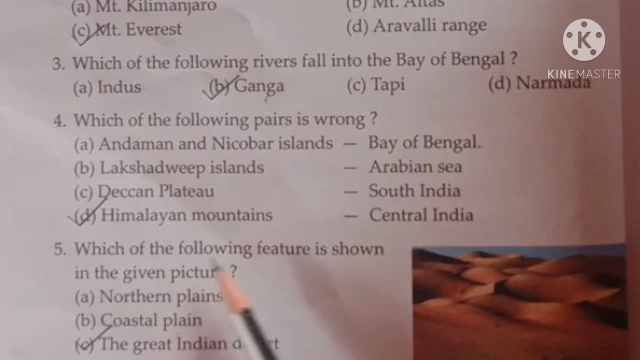 (a) Mt. Kilimanjaro (b) Mt. Altas
(c) Mt. Everest (d) Aravalli range
KINEMASTER
3. Which of the following rivers fall into the Bay of Bengal ?
(a) Indus (b) Ganga (c) Tapi (d) Narmada
4. Which of the following pairs is wrong ?
(a) Andaman and Nicobar islands — Bay of Bengal.
(b) Lakshadweep islands — Arabian sea
(c) Deccan Plateau — South India
(d) Himalayan mountains — Central India
5. Which of the following feature is shown
in the given ?
(a) Northern plains
(b) Coastal plain
(c) The great Indian